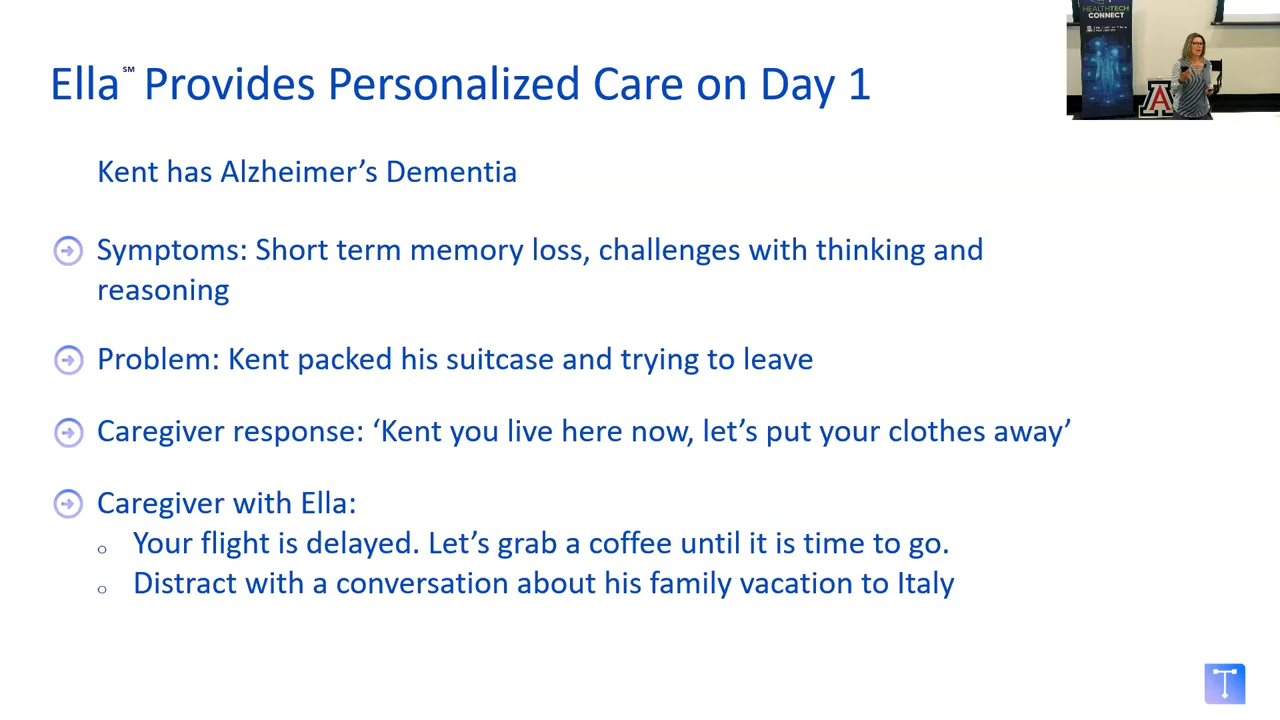 HEALTHTECH
CONNECT
Ella℠ Provides Personalized Care on Day 1
Kent has Alzheimer’s Dementia
Symptoms: Short term memory loss, challenges with thinking and
reasoning
Problem: Kent packed his suitcase and trying to leave
Caregiver response: ‘Kent you live here now, let’s put your clothes away’
Caregiver with Ella:
Your flight is delayed. Let’s grab a coffee until it is time to go.
Distract with a conversation about his family vacation to Italy
A
T